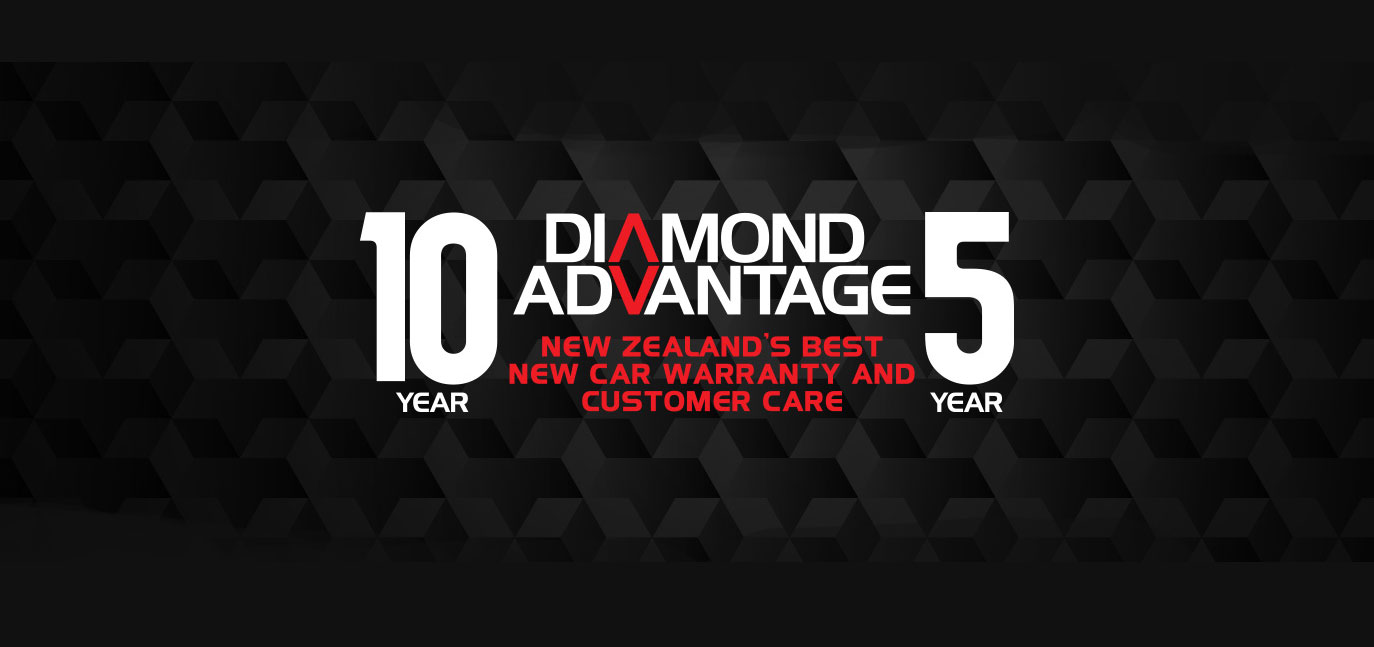 10
YEAR
DIAMOND
ADVANTAGE
NEW ZEALAND'S BEST
NEW CAR WARRANTY AND
CUSTOMER CARE
5
YEAR